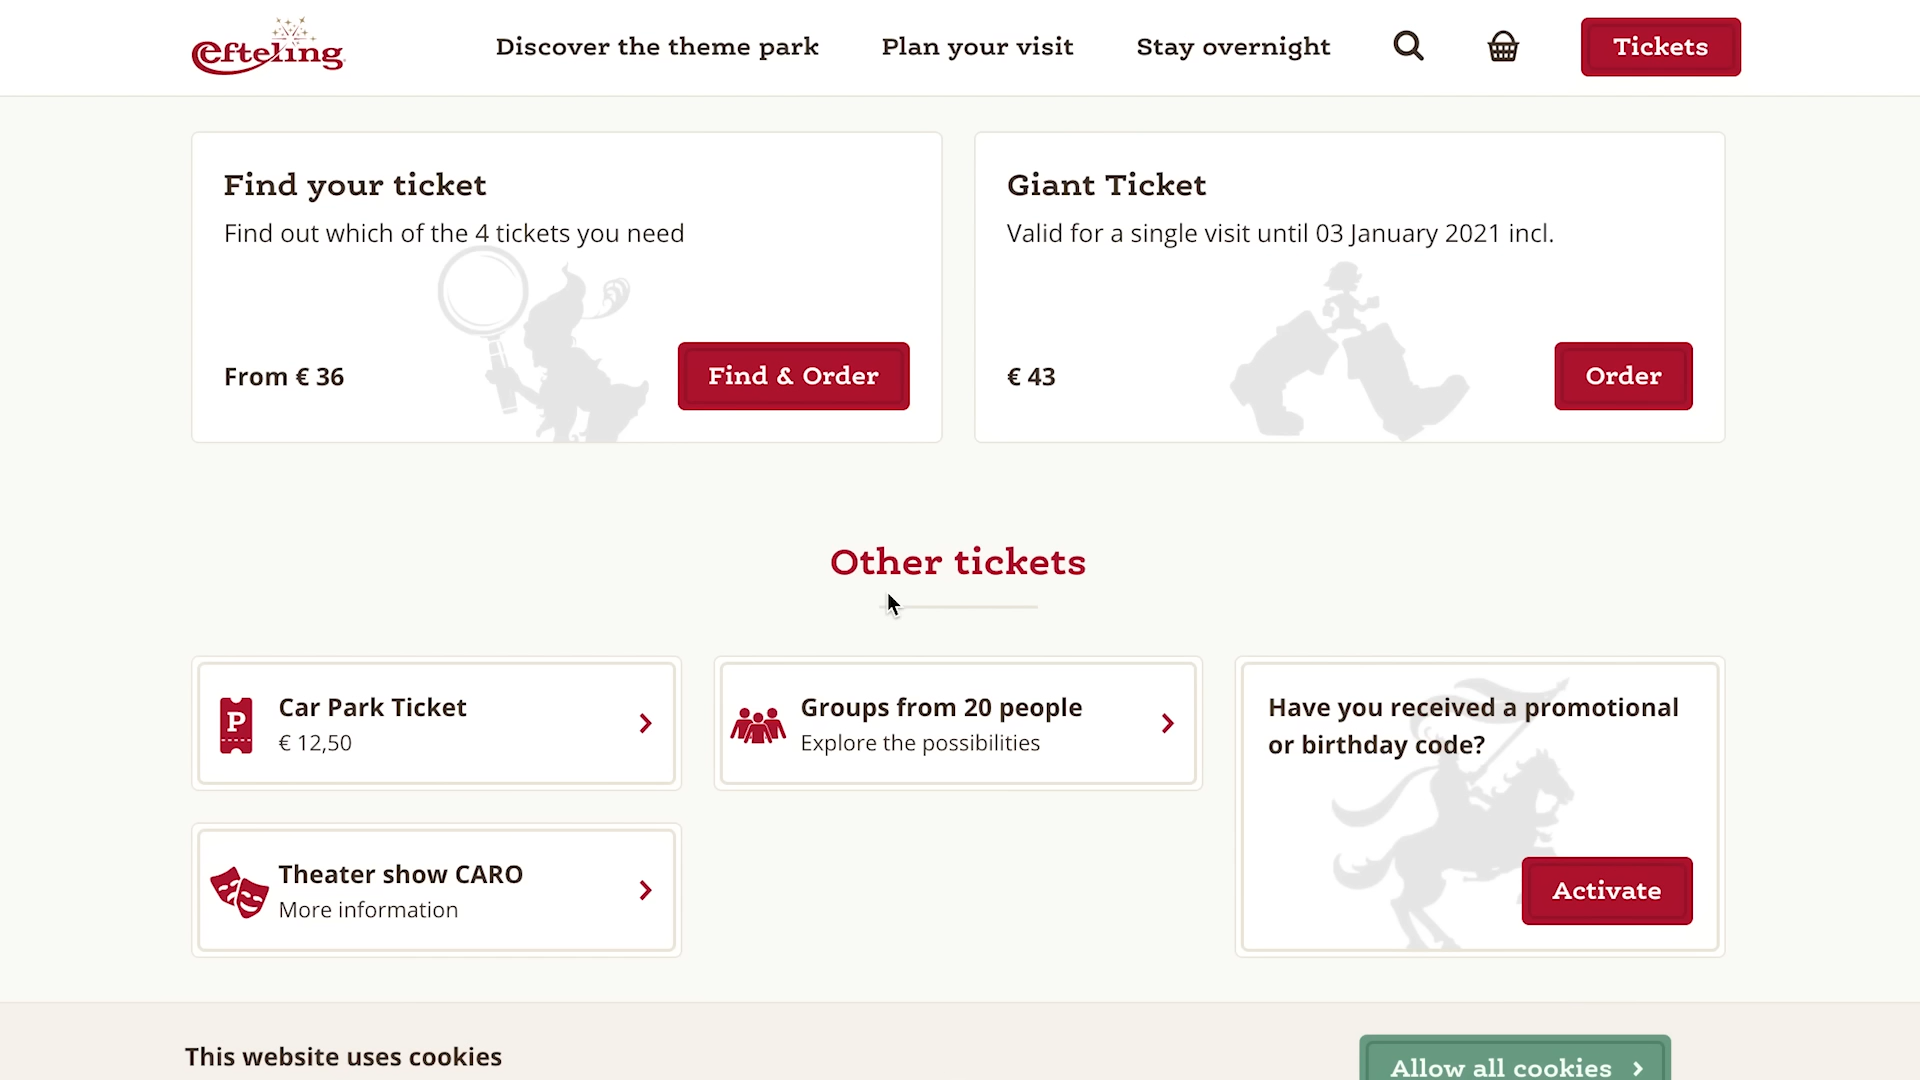 efteling
Discover the theme park
Plan your visit
Stay overnight
Tickets
Find your ticket
Find out which of the 4 tickets you need
From € 36
Find & Order
Giant Ticket
Valid for a single visit until 03 January 2021 incl.
€ 43
Order
Other tickets
P
Car Park Ticket
€ 12,50
Groups from 20 people
Explore the possibilities
Have you received a promotional
or birthday code?
Activate
Theater show CARO
More information
This website uses cookies
Allow all cookies